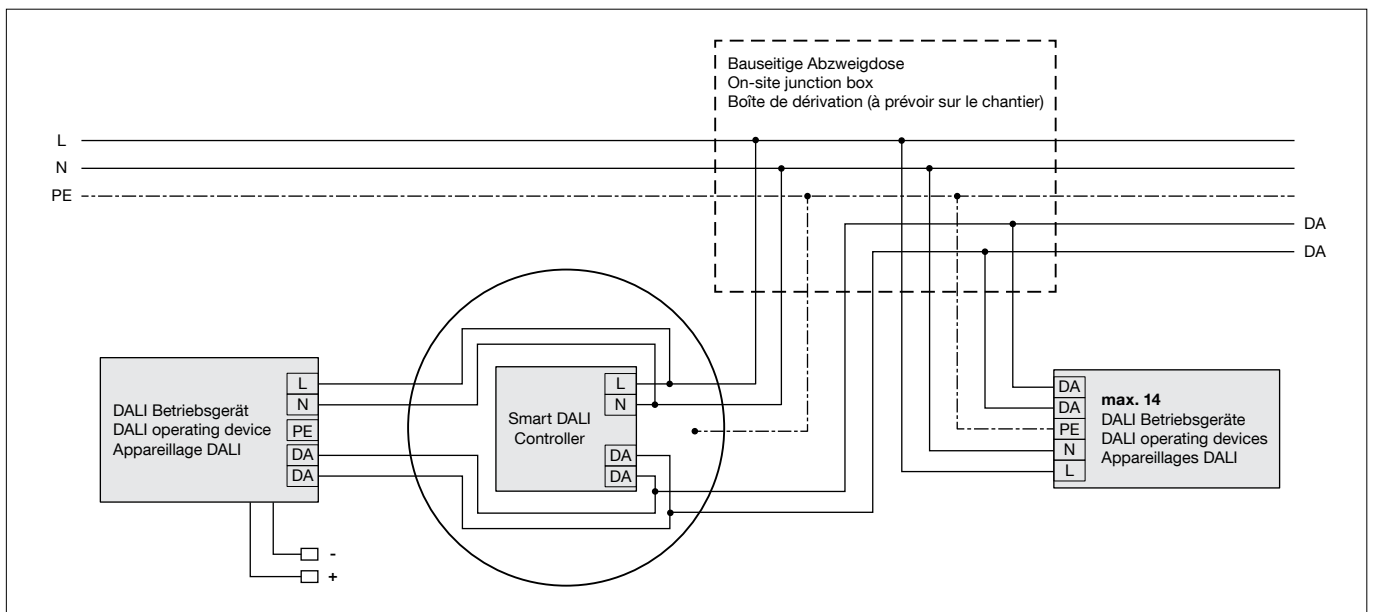 Bauseitige Abzweigdose
On-site junction box
Boîte de dérivation (à prévoir sur le chantier)
L
N
PE
DA
DA
DALI Betriebsgerät
DALI operating device
Appareillage DALI
L
N
PE
DA
DA
-
+
Smart DALI
Controller
L
N
DA
DA
DA
DA
PE
N
L
max. 14
DALI Betriebsgeräte
DALI operating devices
Appareillages DALI